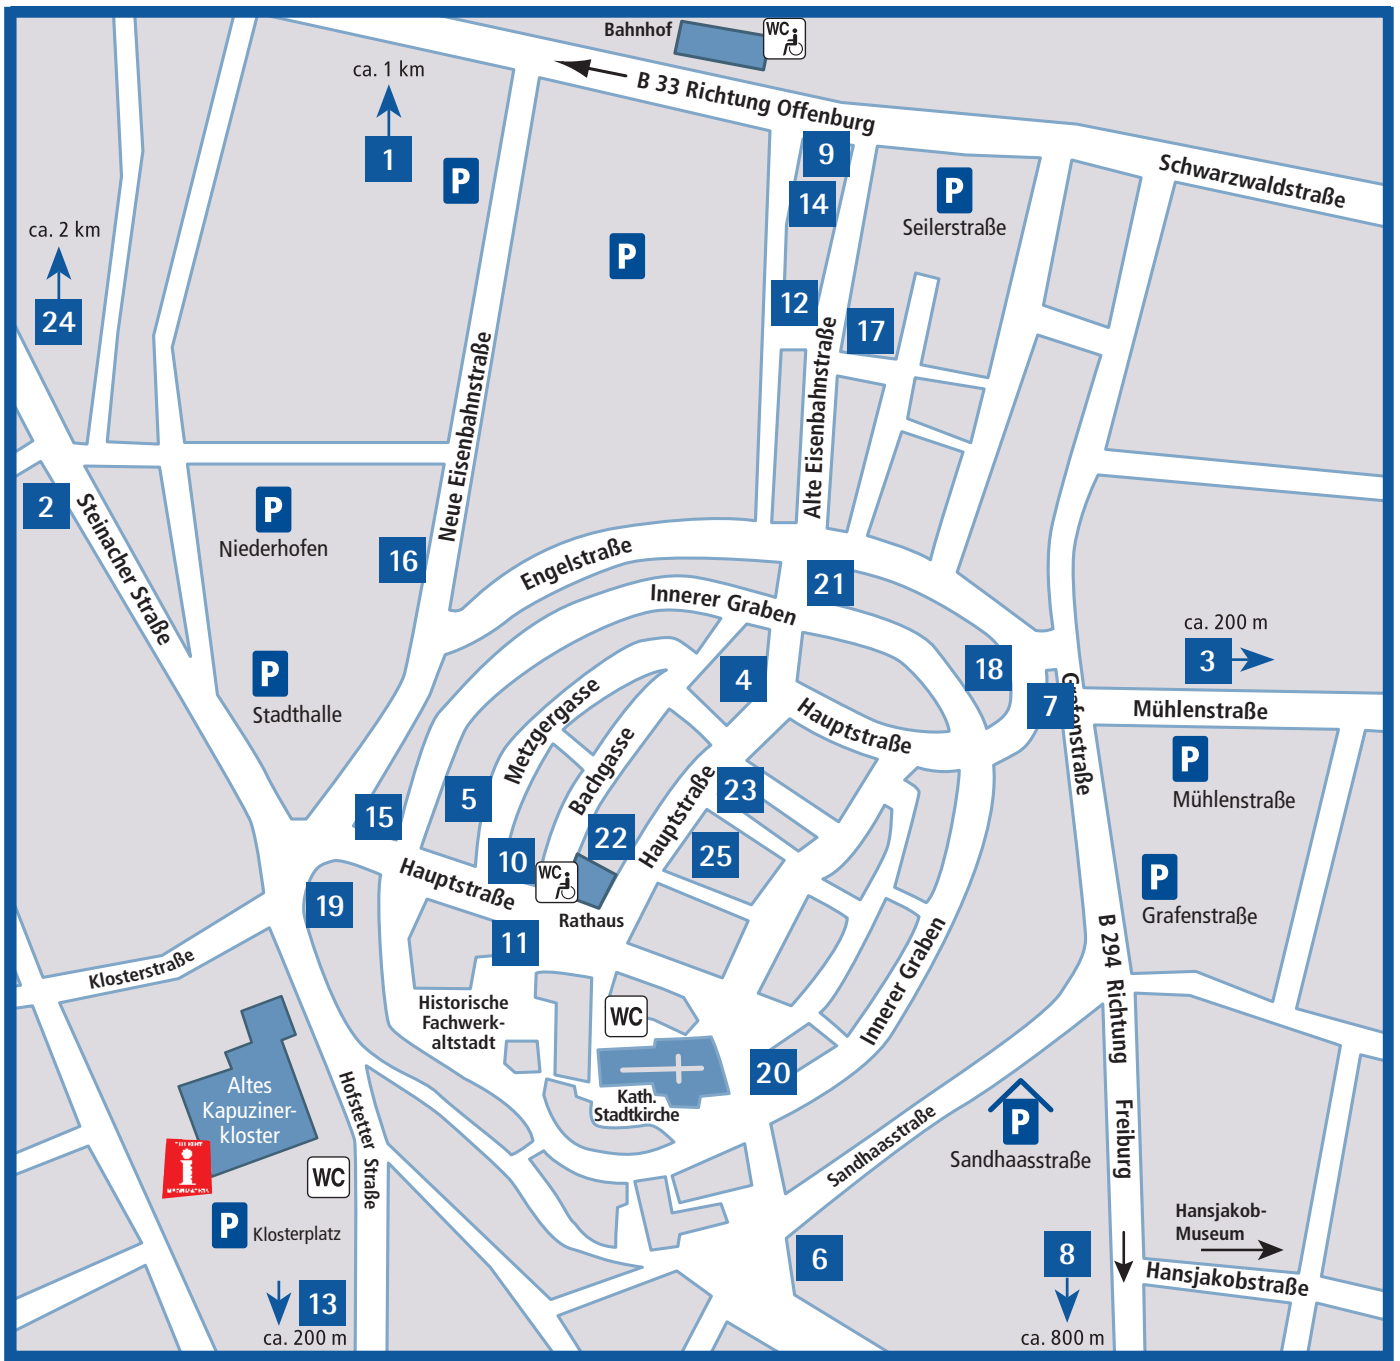 Bahnhof
WC
ca. 1 km
B 33 Richtung Offenburg
1
P
9
Schwarzwaldstraße
14
P
Seilerstraße
ca. 2 km
P
24
12
17
Neue Eisenbahnstraße
Alte Eisenbahnstraße
2
Steinacher Straße
P
Niederhofen
16
Engelstraße
21
Innerer Graben
ca. 200 m
3
P
Stadthalle
4
18
7
Grafenstraße
Mühlenstraße
Hauptstraße
Metzgergasse
Bachgasse
P
Mühlenstraße
5
23
15
Hauptstraße
22
25
10
WC
Hauptstraße
Rathaus
P
Grafenstraße
19
11
B 294 Richtung Freiburg
Klosterstraße
Innerer Graben
Historische
Fachwerk-
altstadt
WC
20
Kath.
Stadtkirche
Altes
Kapuziner-
kloster
Hofstetter Straße
P
Sandhaasstraße
Sandhaasstraße
i
WC
P
Klosterplatz
Hansjakob-
Museum
6
8
Hansjakobstraße
13
ca. 200 m
ca. 800 m